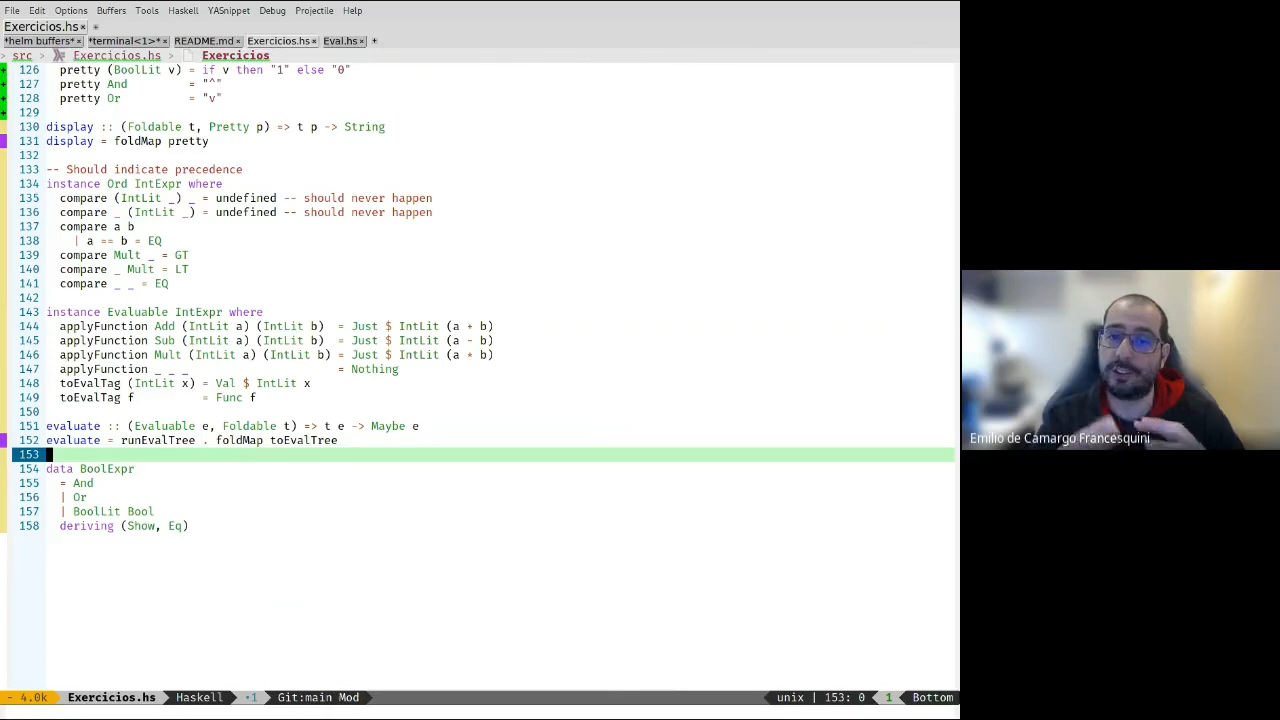 File Edit Options Buffers Tools Haskell YASnippet Debug Projectile Help
Exercicios.hs× +
*helm buffers*× *terminal<1>*× README.md× Exercicios.hs× Eval.hs× +
> src > Exercicios.hs > Exercicios
126 pretty (BoolLit v) = if v then "1" else "0"
127 pretty And = "^"
128 pretty Or = "v"
129
130 display :: (Foldable t, Pretty p) => t p -> String
131 display = foldMap pretty
132
133 -- Should indicate precedence
134 instance Ord IntExpr where
135 compare (IntLit _) _ = undefined -- should never happen
136 compare _ (IntLit _) = undefined -- should never happen
137 compare a b
138 | a == b = EQ
139 compare Mult _ = GT
140 compare _ Mult = LT
141 compare _ _ = EQ
142
143 instance Evaluable IntExpr where
144 applyFunction Add (IntLit a) (IntLit b) = Just $ IntLit (a + b)
145 applyFunction Sub (IntLit a) (IntLit b) = Just $ IntLit (a - b)
146 applyFunction Mult (IntLit a) (IntLit b) = Just $ IntLit (a * b)
147 applyFunction _ _ _ = Nothing
148 toEvalTag (IntLit x) = Val $ IntLit x
149 toEvalTag f = Func f
150
151 evaluate :: (Evaluable e, Foldable t) => t e -> Maybe e
152 evaluate = runEvalTree . foldMap toEvalTree
153
154 data BoolExpr
155 = And
156 | Or
157 | BoolLit Bool
158 deriving (Show, Eq)
Emilio de Camargo Francesquini
- 4.0k Exercicios.hs Haskell •1 Git:main Mod unix | 153: 0 1 Bottom